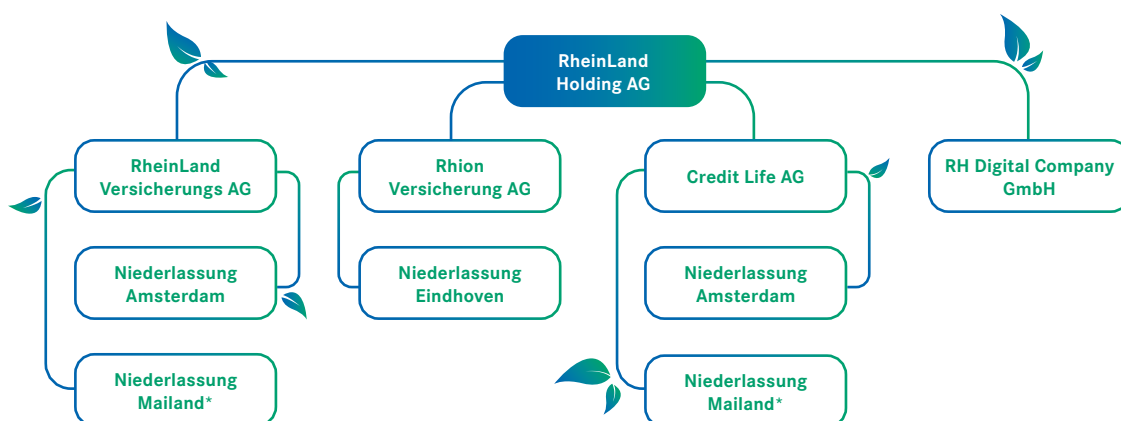 RheinLand
Holding AG
RheinLand
Versicherungs AG
Rhion
Versicherung AG
Credit Life AG
RH Digital Company
GmbH
Niederlassung
Amsterdam
Niederlassung
Eindhoven
Niederlassung
Amsterdam
Niederlassung
Mailand*
Niederlassung
Mailand*